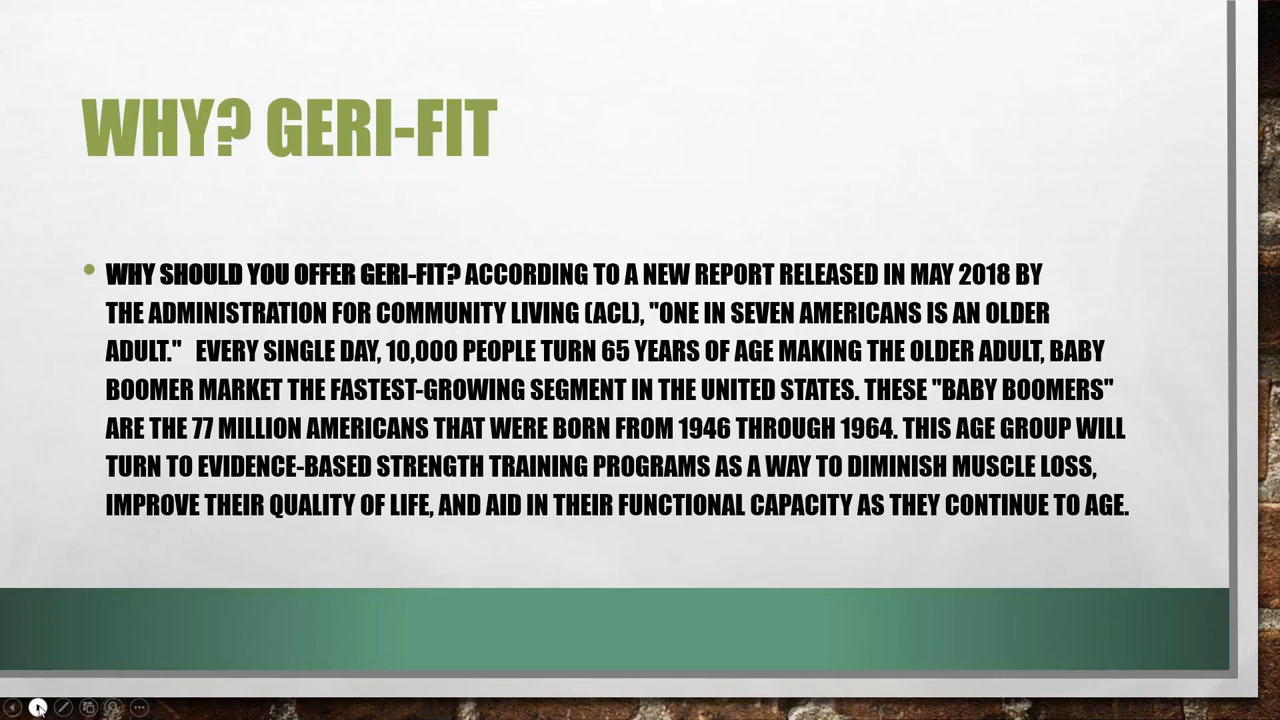 WHY? GERI-FIT
• WHY SHOULD YOU OFFER GERI-FIT? ACCORDING TO A NEW REPORT RELEASED IN MAY 2018 BY
THE ADMINISTRATION FOR COMMUNITY LIVING (ACL), "ONE IN SEVEN AMERICANS IS AN OLDER
ADULT."  EVERY SINGLE DAY, 10,000 PEOPLE TURN 65 YEARS OF AGE MAKING THE OLDER ADULT, BABY
BOOMER MARKET THE FASTEST-GROWING SEGMENT IN THE UNITED STATES. THESE "BABY BOOMERS"
ARE THE 77 MILLION AMERICANS THAT WERE BORN FROM 1946 THROUGH 1964. THIS AGE GROUP WILL
TURN TO EVIDENCE-BASED STRENGTH TRAINING PROGRAMS AS A WAY TO DIMINISH MUSCLE LOSS,
IMPROVE THEIR QUALITY OF LIFE, AND AID IN THEIR FUNCTIONAL CAPACITY AS THEY CONTINUE TO AGE.